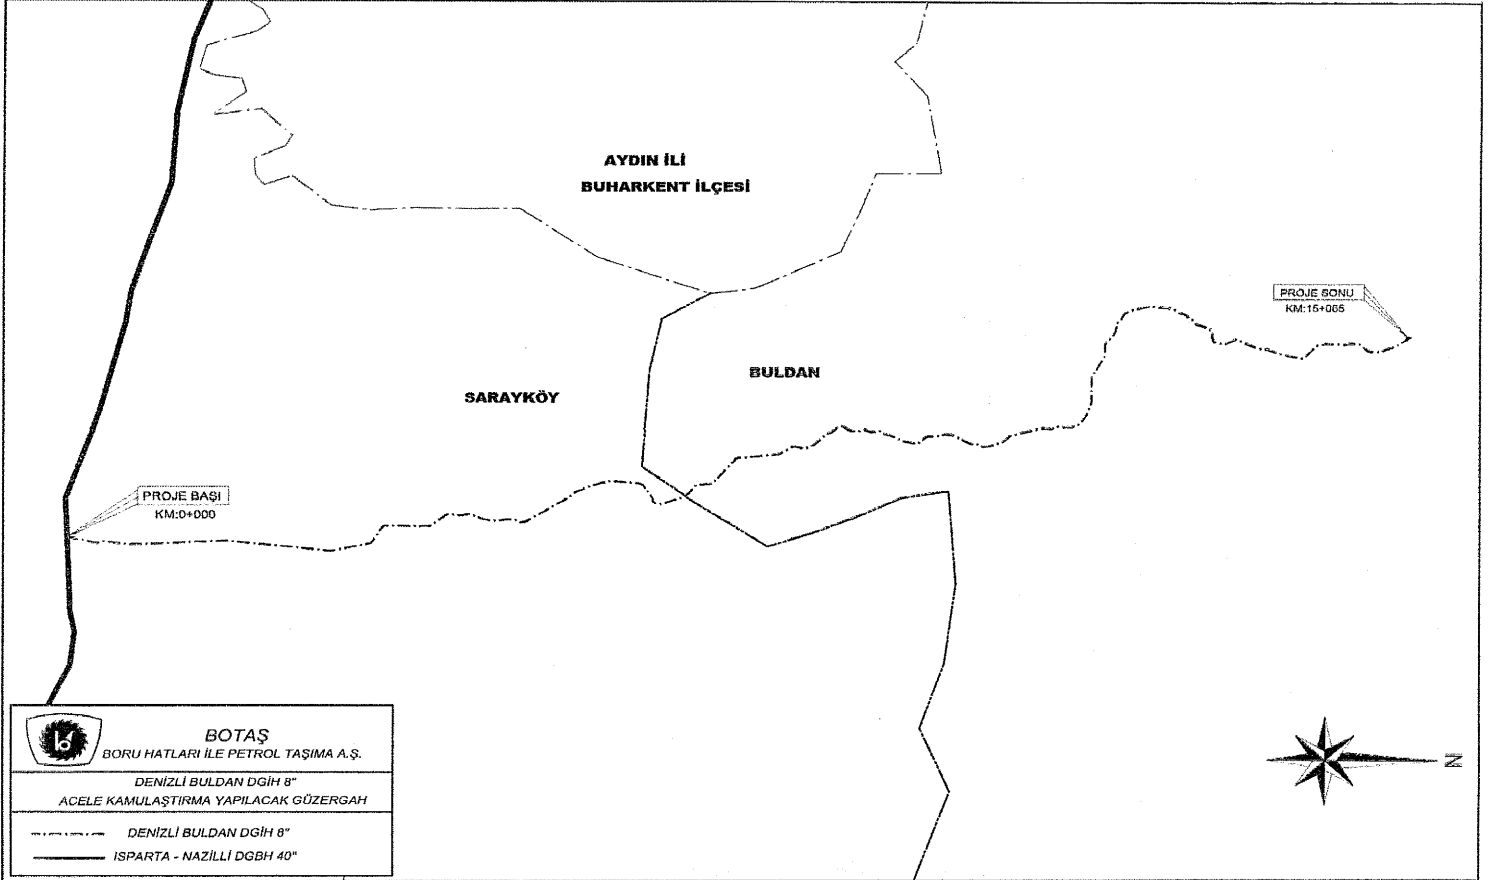 AYDIN İLİ
BUHARKENT İLÇESİ
PROJE SONU
KM:15+065
BULDAN
SARAYKÖY
PROJE BAŞI
KM:0+000
BOTAŞ
BORU HATLARI İLE PETROL TAŞIMA A.Ş.
DENİZLİ BULDAN DGİH 8"
ACELE KAMULAŞTIRMA YAPILACAK GÜZERGAH
DENİZLİ BULDAN DGİH 8"
ISPARTA - NAZİLLİ DGBH 40"
N